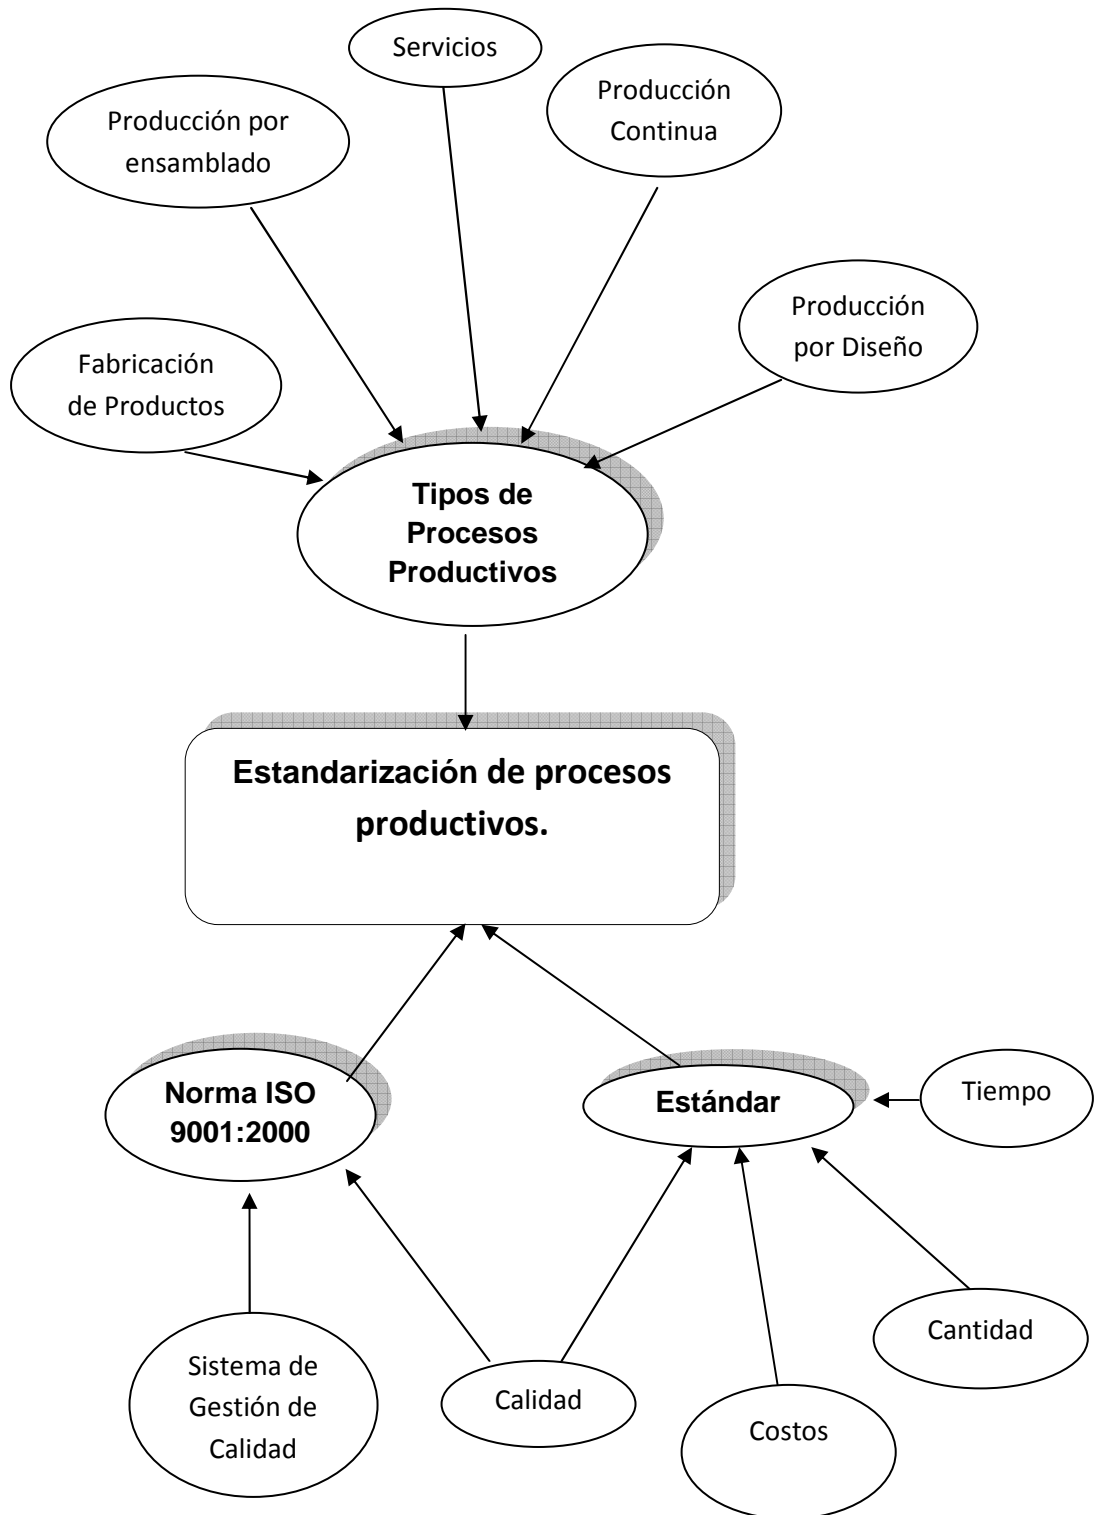 Servicios
Producción
Continua
Producción por
ensamblado
Producción
por Diseño
Fabricación
de Productos
Tipos de
Procesos
Productivos
Estandarización de procesos
productivos.
Norma ISO
9001:2000
Estándar
Tiempo
Cantidad
Sistema de
Gestión de
Calidad
Calidad
Costos